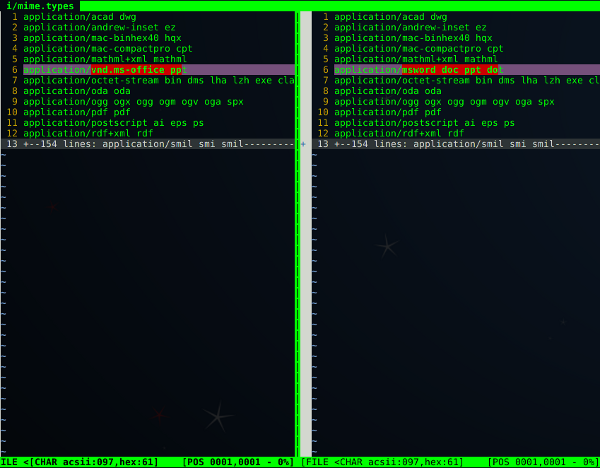 i/mime.types
1 application/acad dwg
2 application/andrew-inset ez
3 application/mac-binhex40 hqx
4 application/mac-compactpro cpt
5 application/mathml+xml mathml
6 application/vnd.ms-office ppt
7 application/octet-stream bin dms lha lzh exe cla
8 application/oda oda
9 application/ogg ogx ogg ogm ogv oga spx
10 application/pdf pdf
11 application/postscript ai eps ps
12 application/rdf+xml rdf
13 +--154 lines: application/smil smi smil---------
ILE <[CHAR acsii:097,hex:61] [POS 0001,0001 - 0%]
1 application/acad dwg
2 application/andrew-inset ez
3 application/mac-binhex40 hqx
4 application/mac-compactpro cpt
5 application/mathml+xml mathml
6 application/msword doc ppt dot
7 application/octet-stream bin dms lha lzh exe cl
8 application/oda oda
9 application/ogg ogx ogg ogm ogv oga spx
10 application/pdf pdf
11 application/postscript ai eps ps
12 application/rdf+xml rdf
+ 13 +--154 lines: application/smil smi smil--------
[FILE <CHAR acsii:097,hex:61] [POS 0001,0001 - 0%]